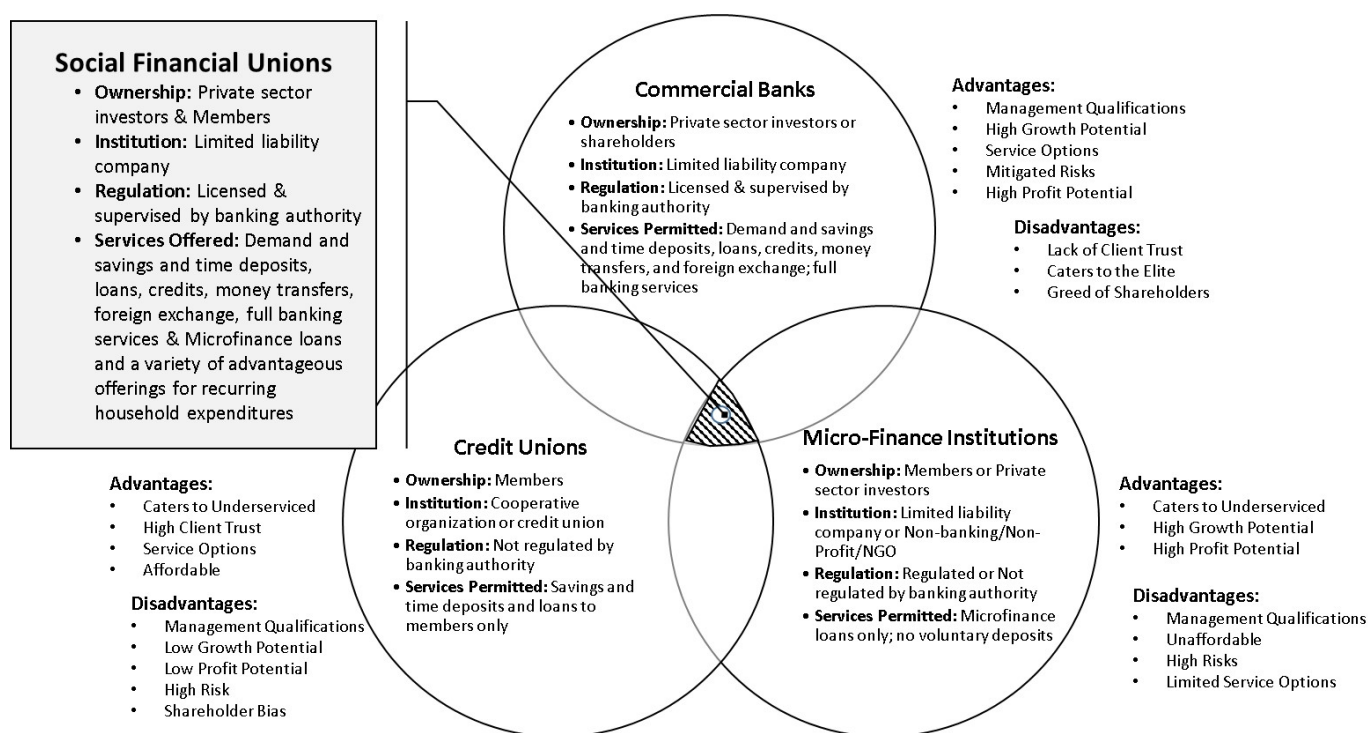 Social Financial Unions
• Ownership: Private sector
investors & Members
• Institution: Limited liability
company
• Regulation: Licensed &
supervised by banking authority
• Services Offered: Demand and
savings and time deposits,
loans, credits, money transfers,
foreign exchange, full banking
services & Microfinance loans
and a variety of advantageous
offerings for recurring
household expenditures
Commercial Banks
• Ownership: Private sector investors or
shareholders
• Institution: Limited liability company
• Regulation: Licensed & supervised by
banking authority
• Services Permitted: Demand and savings
and time deposits, loans, credits, money
transfers, and foreign exchange; full
banking services
Advantages:
• Management Qualifications
• High Growth Potential
• Service Options
• Mitigated Risks
• High Profit Potential
Disadvantages:
• Lack of Client Trust
• Caters to the Elite
• Greed of Shareholders
Credit Unions
• Ownership: Members
• Institution: Cooperative
organization or credit union
• Regulation: Not regulated by
banking authority
• Services Permitted: Savings and
time deposits and loans to
members only
Advantages:
• Caters to Underserviced
• High Client Trust
• Service Options
• Affordable
Disadvantages:
• Management Qualifications
• Low Growth Potential
• Low Profit Potential
• High Risk
• Shareholder Bias
Micro-Finance Institutions
• Ownership: Members or Private
sector investors
• Institution: Limited liability
company or Non-banking/Non-
Profit/NGO
• Regulation: Regulated or Not
regulated by banking authority
• Services Permitted: Microfinance
loans only; no voluntary deposits
Advantages:
• Caters to Underserviced
• High Growth Potential
• High Profit Potential
Disadvantages:
• Management Qualifications
• Unaffordable
• High Risks
• Limited Service Options